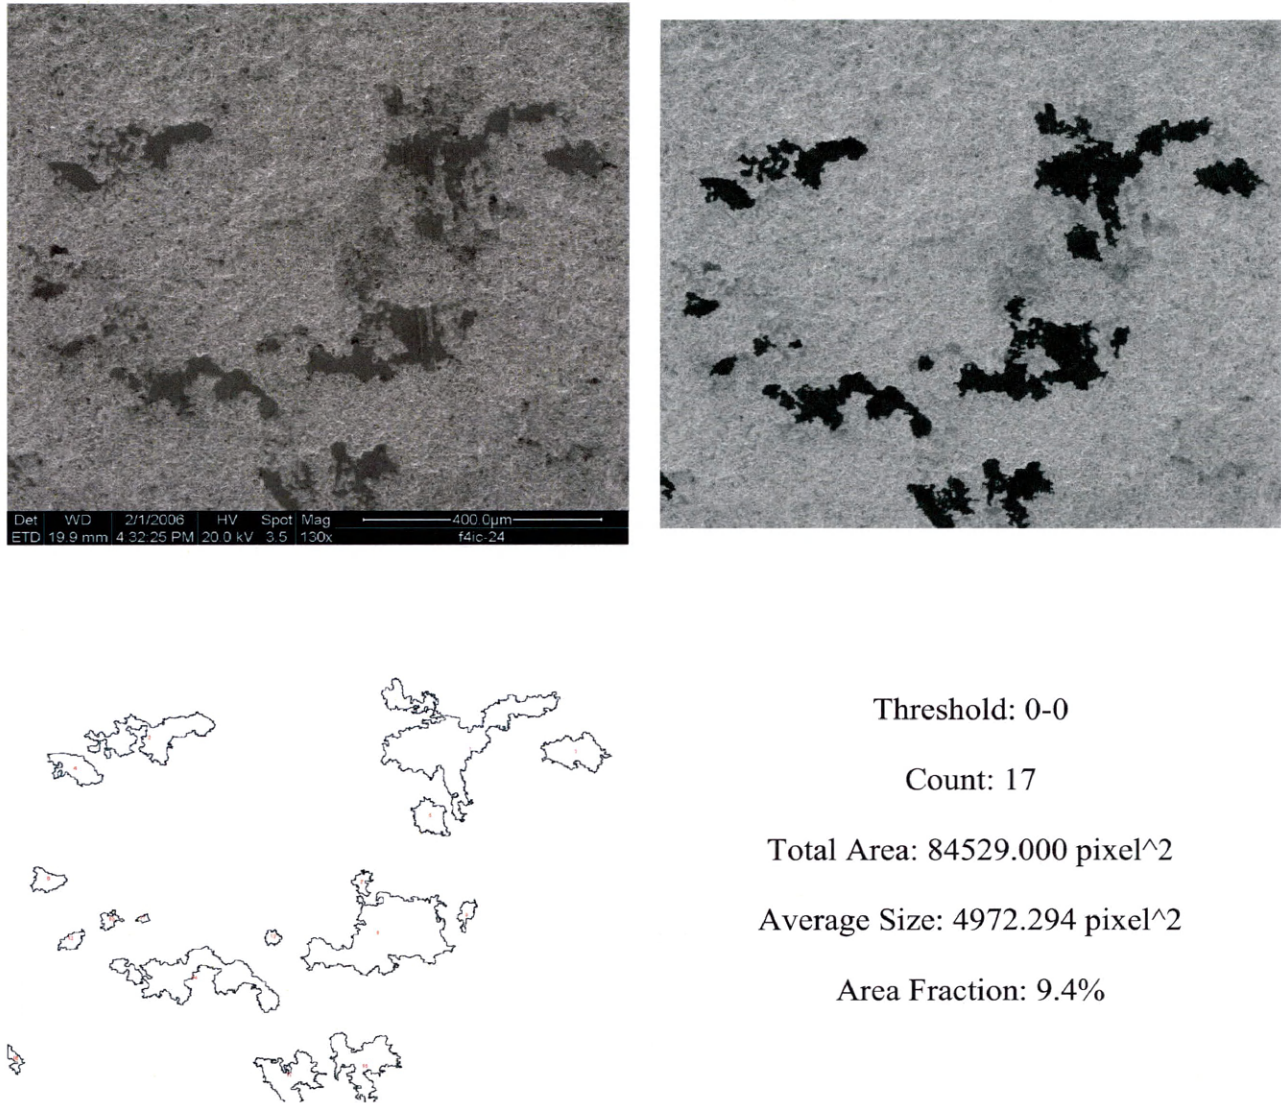 Det WD 2/1/2006 HV Spot Mag 400.0µm
ETD 19.9 mm 4:32:25 PM 20.0 kV 3.5 130x f4ic-24
Threshold: 0-0
Count: 17
Total Area: 84529.000 pixel^2
Average Size: 4972.294 pixel^2
Area Fraction: 9.4%